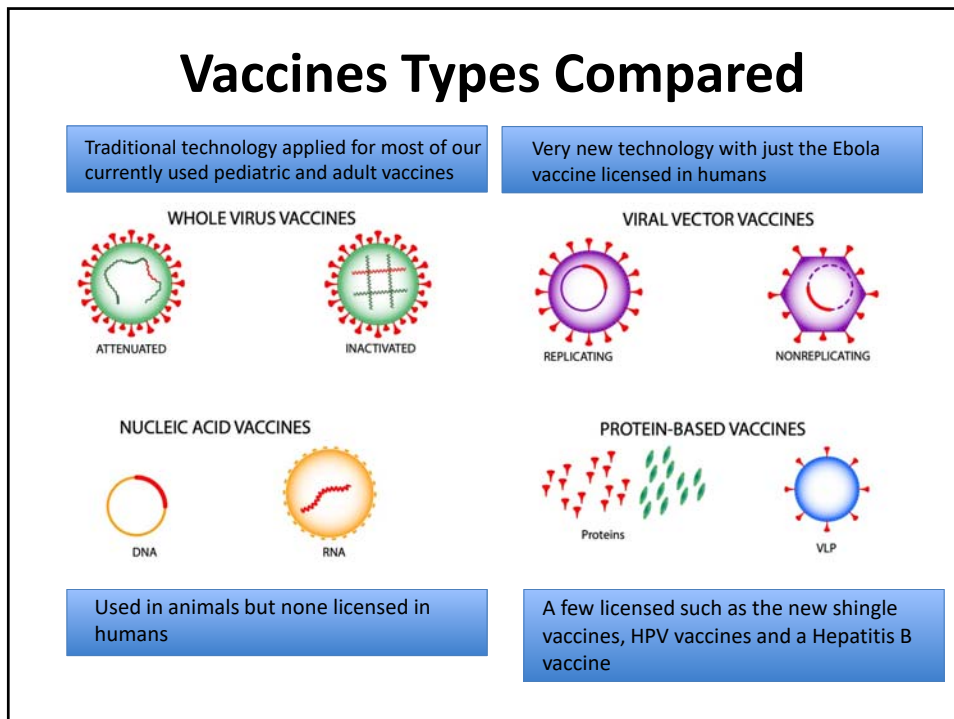 Vaccines Types Compared
Traditional technology applied for most of our
currently used pediatric and adult vaccines
Very new technology with just the Ebola
vaccine licensed in humans
WHOLE VIRUS VACCINES
ATTENUATED
INACTIVATED
VIRAL VECTOR VACCINES
REPLICATING
NONREPLICATING
NUCLEIC ACID VACCINES
DNA
RNA
PROTEIN-BASED VACCINES
Proteins
VLP
Used in animals but none licensed in
humans
A few licensed such as the new shingle
vaccines, HPV vaccines and a Hepatitis B
vaccine